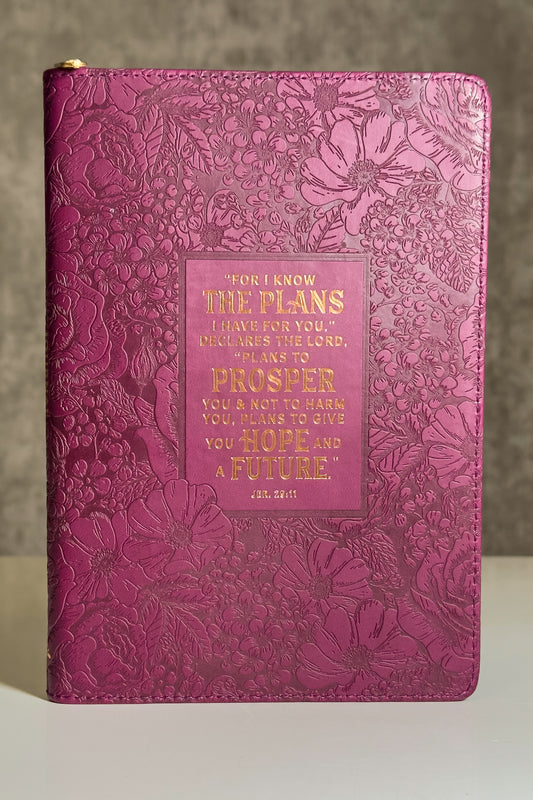 "FOR I KNOW
THE PLANS
I HAVE FOR YOU,"
DECLARES THE LORD,
"PLANS TO
PROSPER
YOU & NOT TO HARM
YOU, PLANS TO GIVE
YOU HOPE AND
A FUTURE."
JER. 29:11